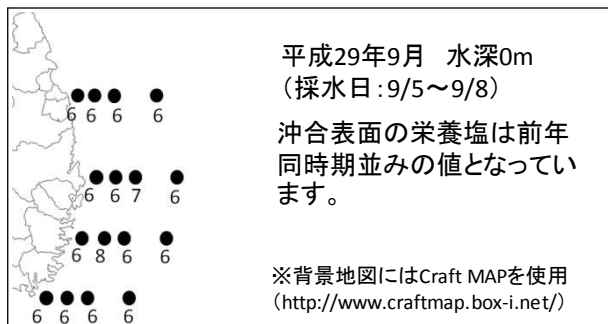 平成29年9月　水深0m
（採水日：9/5～9/8）
沖合表面の栄養塩は前年
同時期並みの値となってい
ます。
6 6 6 6
6 6 7 6
6 8 6 6
6 6 6 6
※背景地図にはCraft MAPを使用
（http://www.craftmap.box-i.net/）